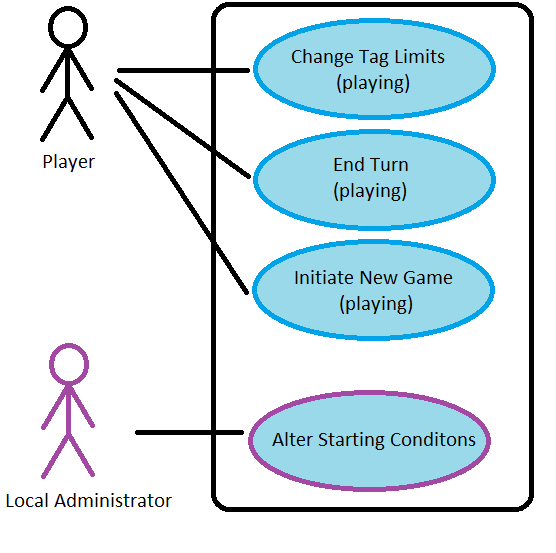 Change Tag Limits
(playing)
End Turn
(playing)
Player
Initiate New Game
(playing)
Alter Starting Conditons
Local Administrator